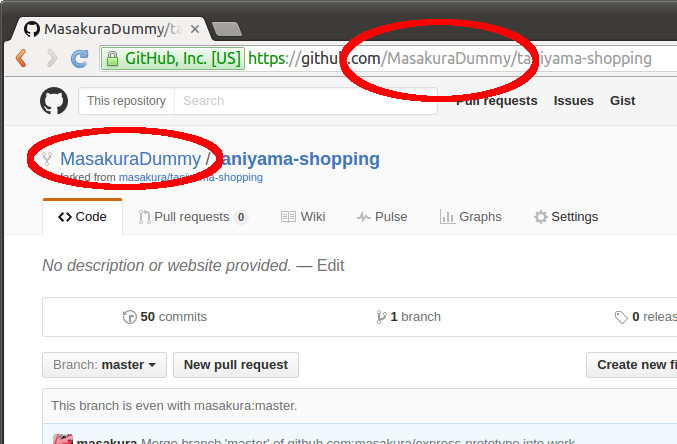 MasakuraDummy/ta
GitHub, Inc. [US] https://github.com/MasakuraDummy/taniyama-shopping
This repository Search Pull requests Issues Gist
MasakuraDummy / taniyama-shopping
forked from masakura/taniyama-shopping
Code Pull requests 0 Wiki Pulse Graphs Settings
No description or website provided. — Edit
50 commits 1 branch 0 releas
Branch: master New pull request Create new fi
This branch is even with masakura:master.
masakura Merge branch 'master' of github.com:masakura/express-prototype into work